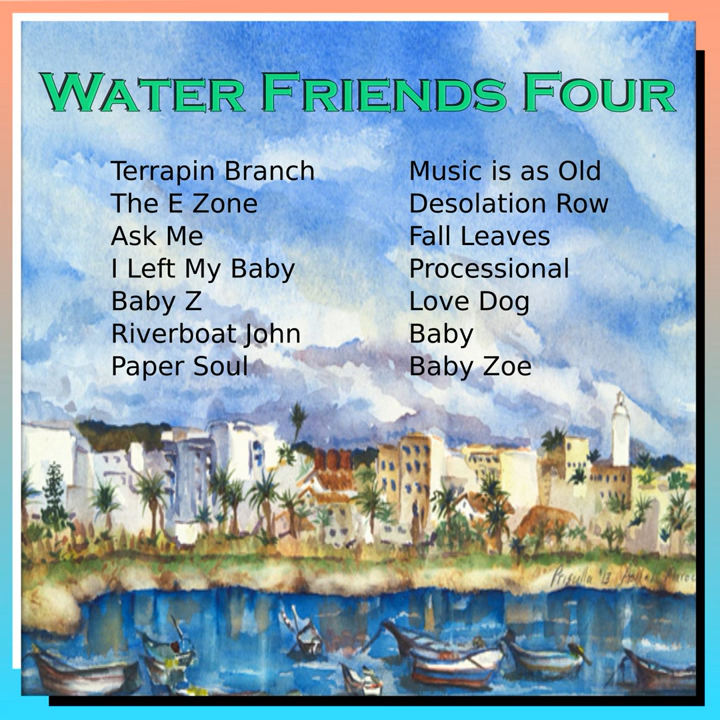 WATER FRIENDS FOUR
Terrapin Branch
The E Zone
Ask Me
I Left My Baby
Baby Z
Riverboat John
Paper Soul
Music is as Old
Desolation Row
Fall Leaves
Processional
Love Dog
Baby
Baby Zoe
Priscilla